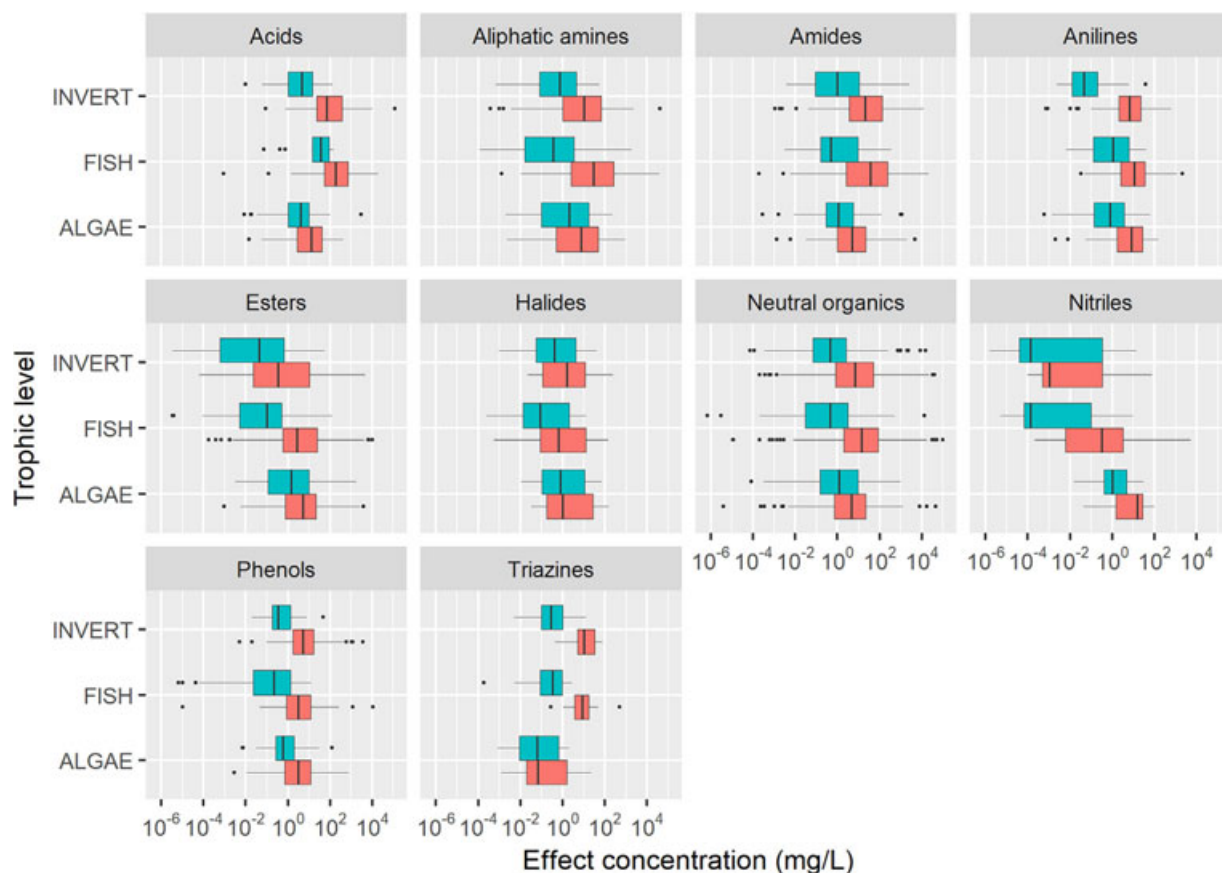 Acids
Aliphatic amines
Amides
Anilines
INVERT
FISH
ALGAE
Esters
Halides
Neutral organics
Nitriles
INVERT
FISH
ALGAE
10⁻⁶ 10⁻⁴ 10⁻² 10⁰ 10² 10⁴
10⁻⁶ 10⁻⁴ 10⁻² 10⁰ 10² 10⁴
Phenols
Triazines
INVERT
FISH
ALGAE
10⁻⁶ 10⁻⁴ 10⁻² 10⁰ 10² 10⁴
10⁻⁶ 10⁻⁴ 10⁻² 10⁰ 10² 10⁴
Trophic level
Effect concentration (mg/L)